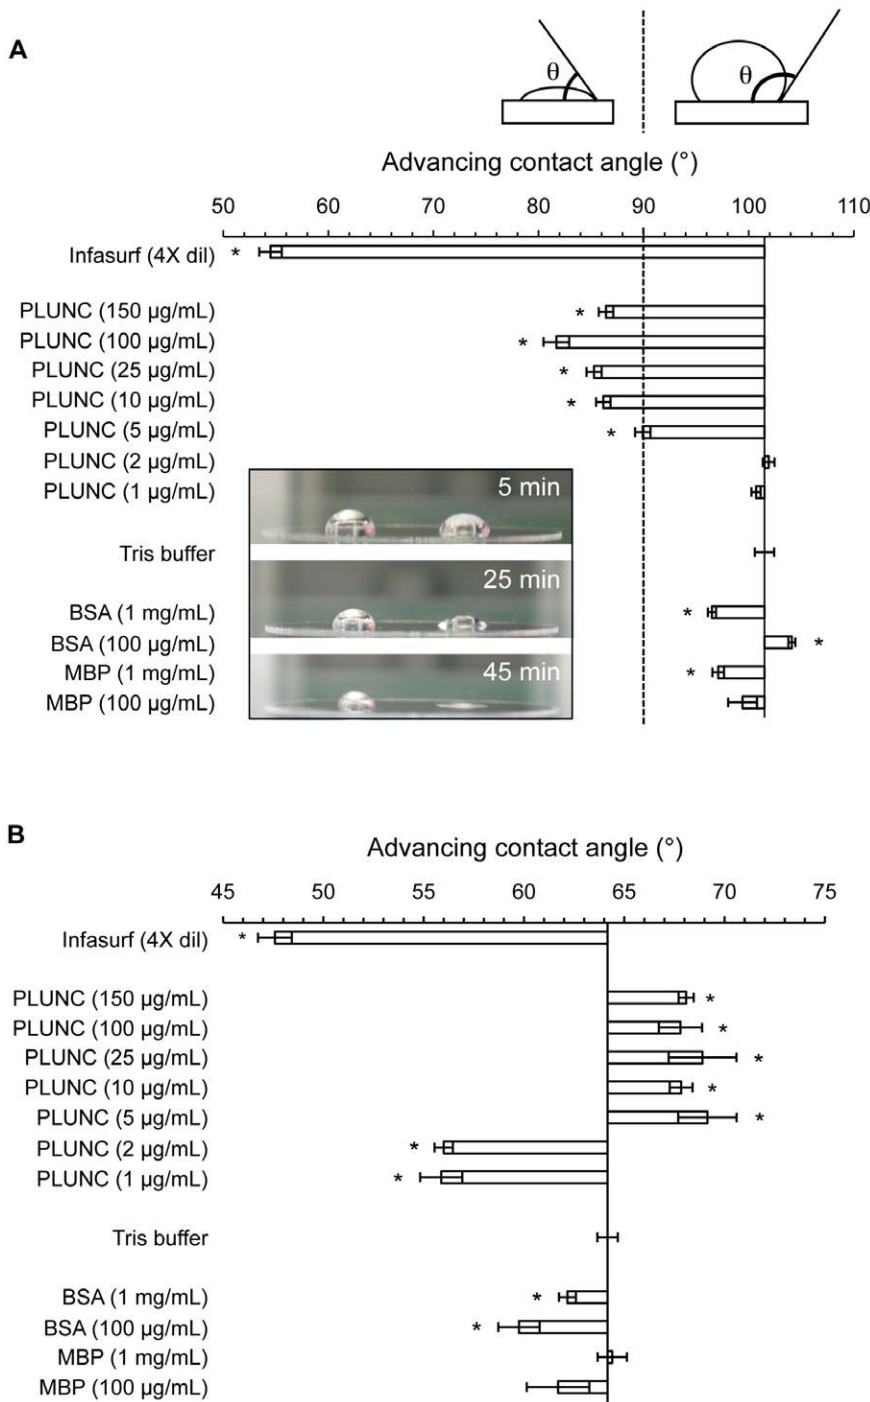 A
θ
θ
Advancing contact angle (°)
50 60 70 80 90 100 110
Infasurf (4X dil) *
PLUNC (150 µg/mL) *
PLUNC (100 µg/mL) *
PLUNC (25 µg/mL) *
PLUNC (10 µg/mL) *
PLUNC (5 µg/mL) *
PLUNC (2 µg/mL)
PLUNC (1 µg/mL)
5 min
Tris buffer
25 min
BSA (1 mg/mL) *
BSA (100 µg/mL) *
MBP (1 mg/mL) *
45 min
MBP (100 µg/mL)
B
Advancing contact angle (°)
45 50 55 60 65 70 75
Infasurf (4X dil) *
PLUNC (150 µg/mL) *
PLUNC (100 µg/mL) *
PLUNC (25 µg/mL) *
PLUNC (10 µg/mL) *
PLUNC (5 µg/mL) *
PLUNC (2 µg/mL) *
PLUNC (1 µg/mL) *
Tris buffer
BSA (1 mg/mL) *
BSA (100 µg/mL) *
MBP (1 mg/mL)
MBP (100 µg/mL)